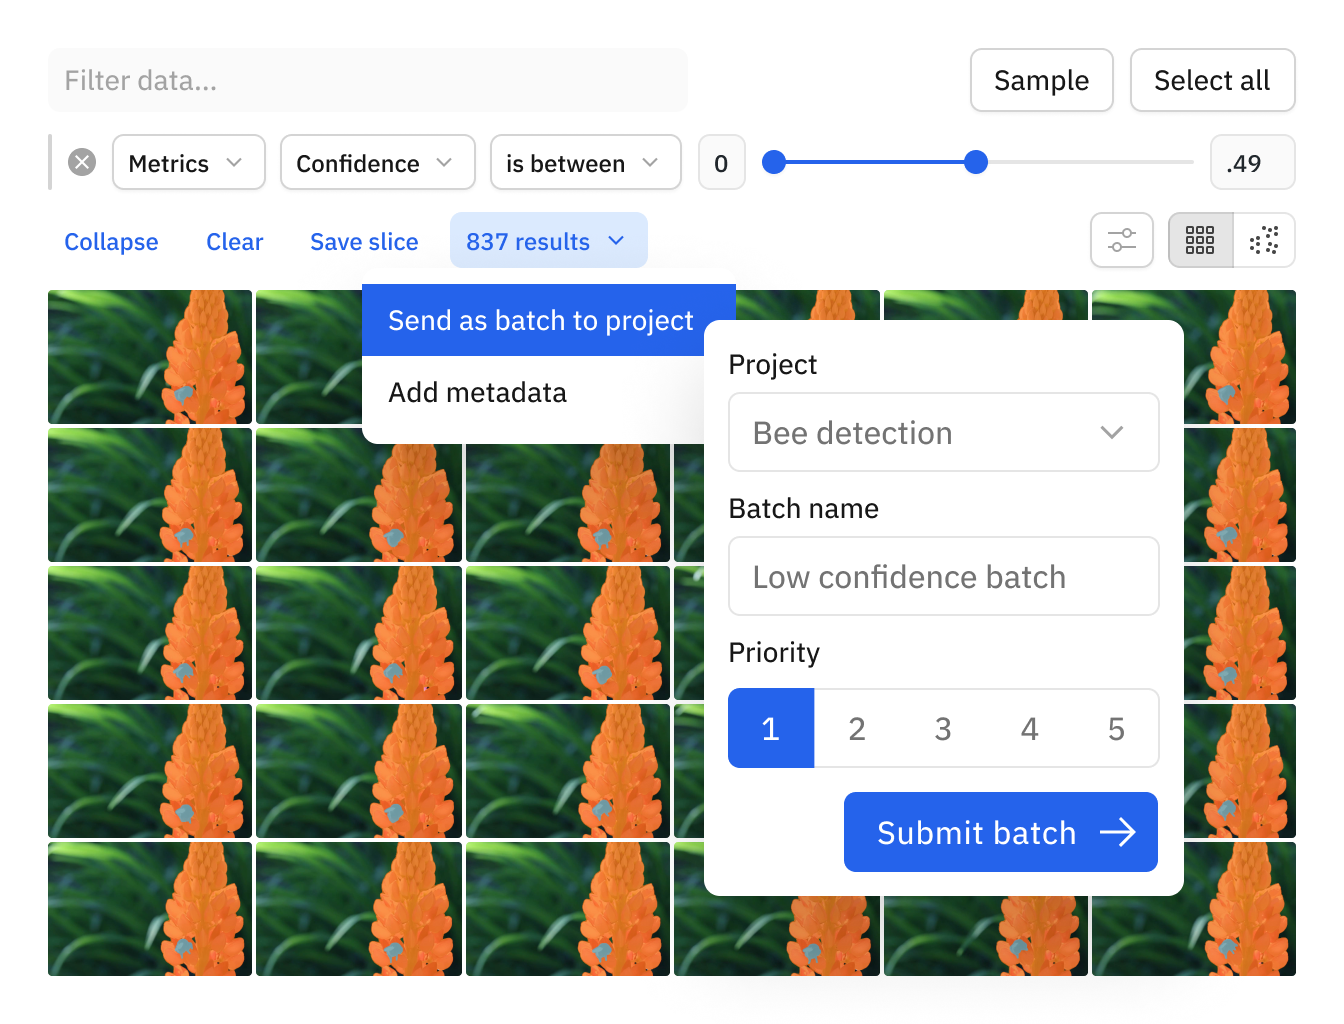 Filter data...
Sample
Select all
Metrics
Confidence
is between
0
.49
Collapse
Clear
Save slice
837 results
Send as batch to project
Add metadata
Project
Bee detection
Batch name
Low confidence batch
Priority
1 2 3 4 5
Submit batch